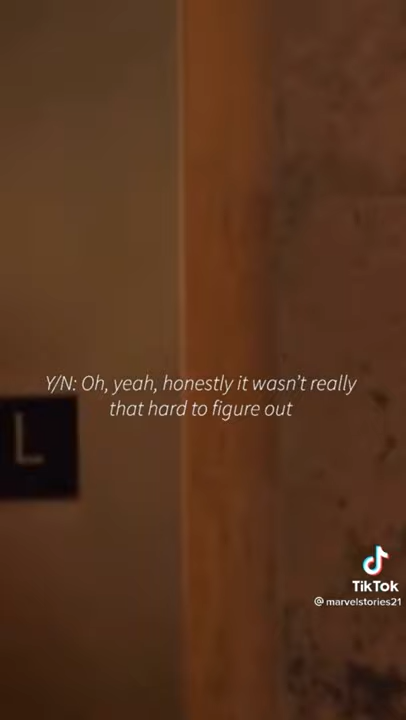 Y/N: Oh, yeah, honestly it wasn't really
that hard to figure out
L
TikTok
@marvelstories21